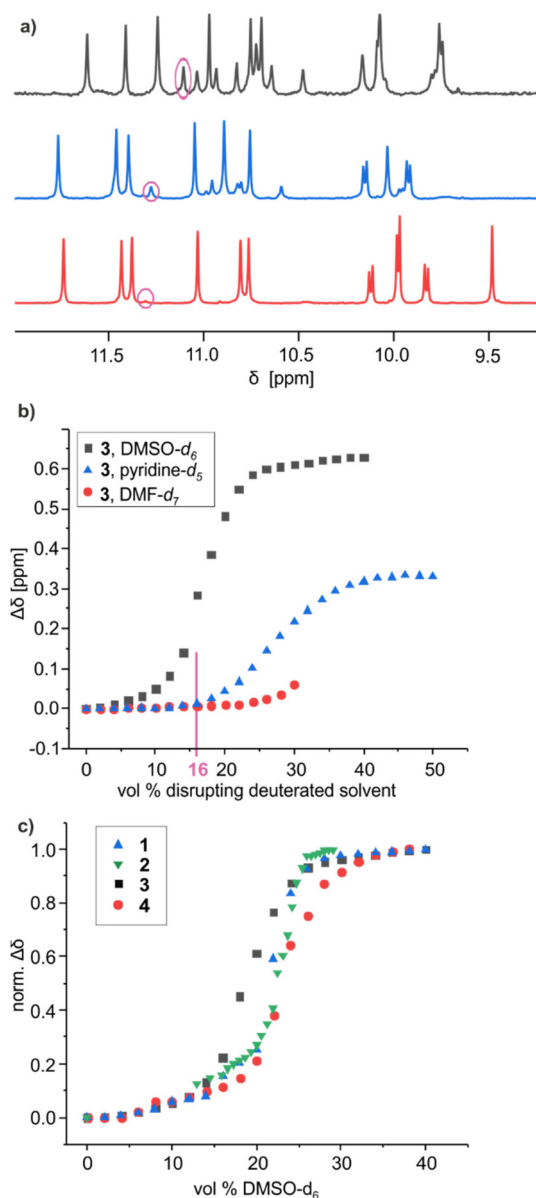 a)
11.5 11.0 10.5 10.0 9.5
δ [ppm]
b)
3, DMSO-d6
3, pyridine-d5
3, DMF-d7
0.6
0.5
0.4
0.3
0.2
0.1
0.0
-0.1
Δδ [ppm]
0 10 16 20 30 40 50
vol % disrupting deuterated solvent
c)
1
2
3
4
1.0
0.8
0.6
0.4
0.2
0.0
norm. Δδ
0 10 20 30 40
vol % DMSO-d6